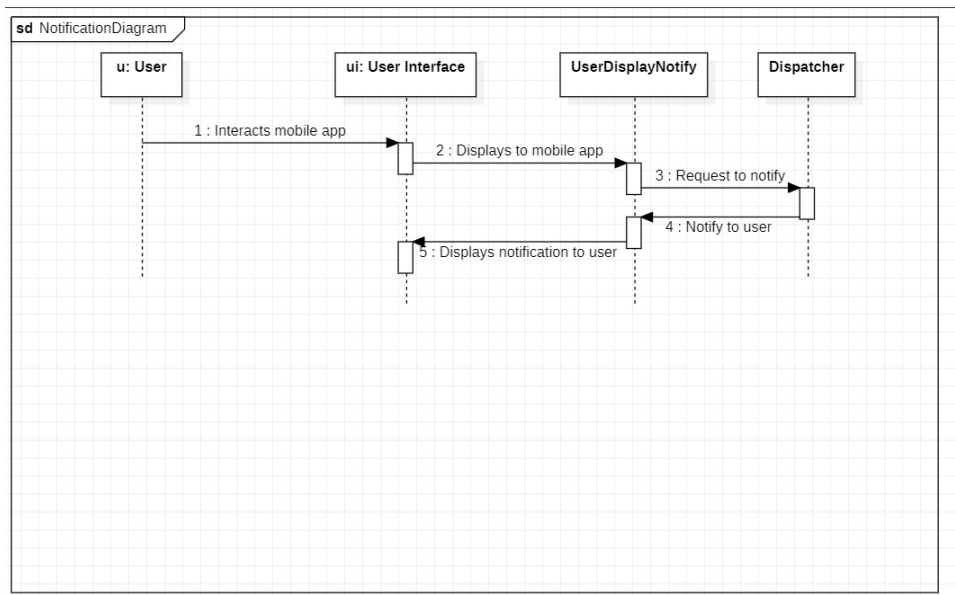 sd NotificationDiagram
u: User
ui: User Interface
UserDisplayNotify
Dispatcher
1 : Interacts mobile app
2 : Displays to mobile app
3 : Request to notify
4 : Notify to user
5 : Displays notification to user